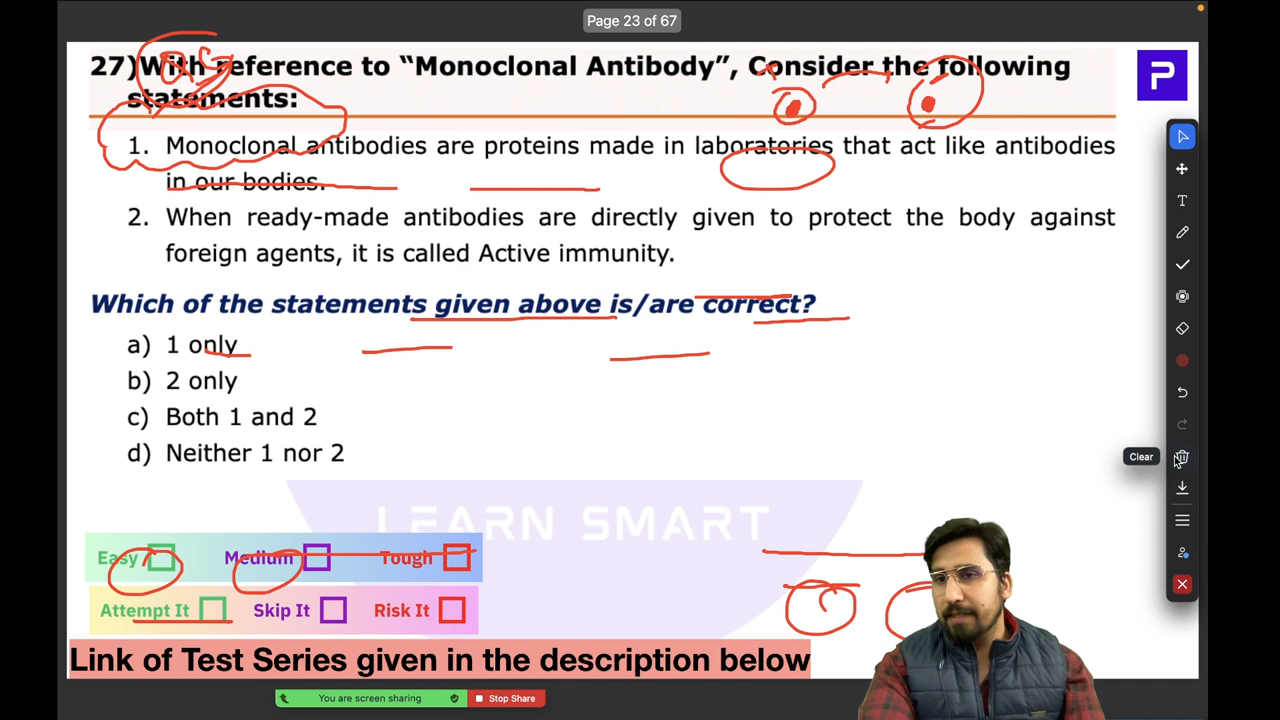 Page 23 of 67
27)With reference to “Monoclonal Antibody”, Consider the following
statements:
1. Monoclonal antibodies are proteins made in laboratories that act like antibodies
in our bodies.
2. When ready-made antibodies are directly given to protect the body against
foreign agents, it is called Active immunity.
Which of the statements given above is/are correct?
a) 1 only
b) 2 only
c) Both 1 and 2
d) Neither 1 nor 2
Clear
LEARN SMART
Easy Medium Tough
Attempt It Skip It Risk It
Link of Test Series given in the description below
You are screen sharing Stop Share